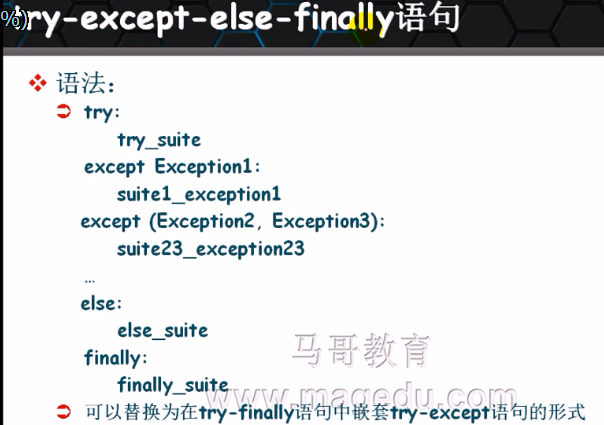 %)
try-except-else-finally语句
语法：
try:
try_suite
except Exception1:
suite1_exception1
except (Exception2, Exception3):
suite23_exception23
…
else:
else_suite
finally:
finally_suite
马哥教育
www.magedu.com
可以替换为在try-finally语句中嵌套try-except语句的形式